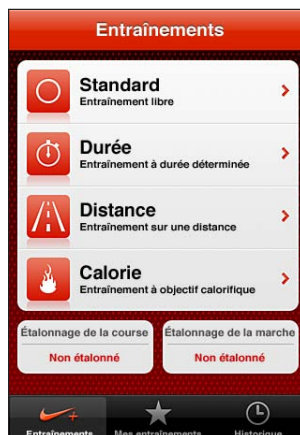 Entraînements
Standard
Entraînement libre
Durée
Entraînement à durée déterminée
Distance
Entraînement sur une distance
Calorie
Entraînement à objectif calorifique
Étalonnage de la course
Non étalonné
Étalonnage de la marche
Non étalonné
Entraînements Mes entraînements Historique